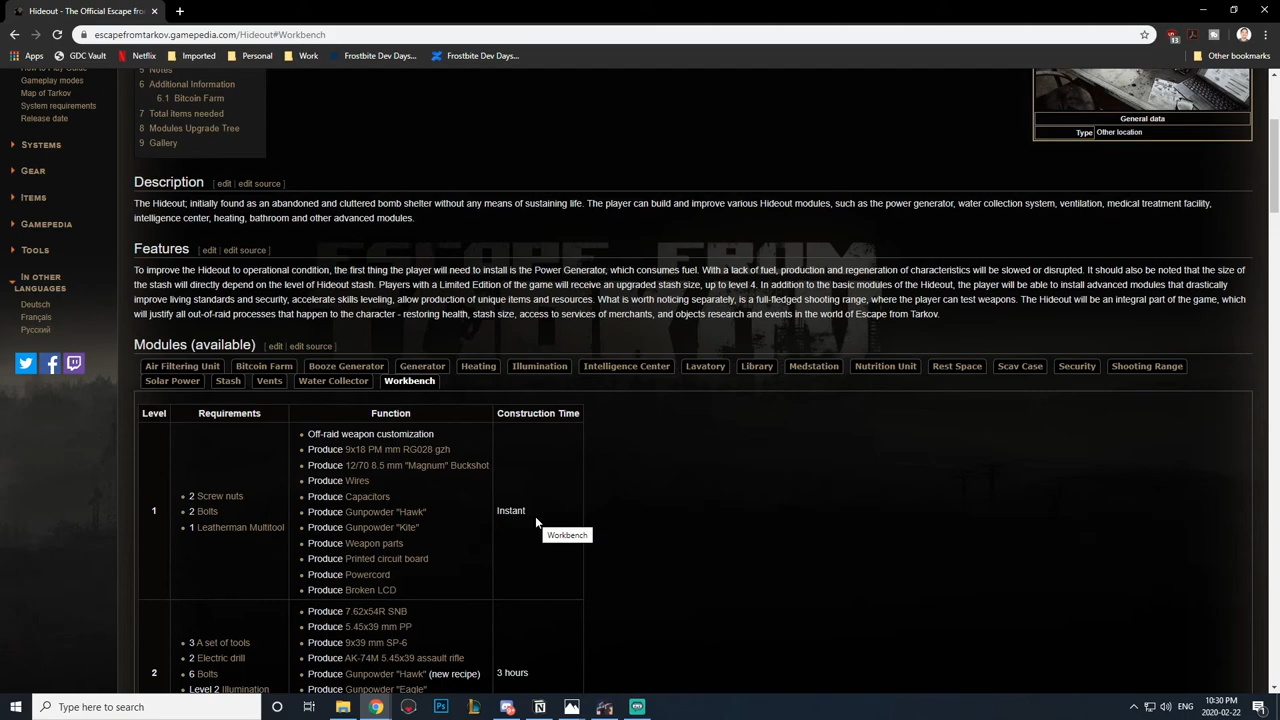 Hideout - The Official Escape fro
escapefromtarkov.gamepedia.com/Hideout#Workbench
13
Apps
GDC Vault
Netflix
Imported
Personal
Work
Frostbite Dev Days...
Frostbite Dev Days...
Other bookmarks
Gameplay modes
Map of Tarkov
System requirements
Release date
Systems
Gear
Items
Gamepedia
Tools
In other
languages
Deutsch
Français
Русский
5 Notes
6 Additional Information
6.1 Bitcoin Farm
7 Total items needed
8 Modules Upgrade Tree
9 Gallery
General data
Type Other location
Description [ edit | edit source ]
The Hideout; initially found as an abandoned and cluttered bomb shelter without any means of sustaining life. The player can build and improve various Hideout modules, such as the power generator, water collection system, ventilation, medical treatment facility,
intelligence center, heating, bathroom and other advanced modules.
Features [ edit | edit source ]
ESCAPE FROM
To improve the Hideout to operational condition, the first thing the player will need to install is the Power Generator, which consumes fuel. With a lack of fuel, production and regeneration of characteristics will be slowed or disrupted. It should also be noted that the size of
the stash will directly depend on the level of Hideout stash. Players with a Limited Edition of the game will receive an upgraded stash size, up to level 4. In addition to the basic modules of the Hideout, the player will be able to install advanced modules that drastically
improve living standards and security, accelerate skills leveling, allow production of unique items and resources. What is worth noticing separately, is a full-fledged shooting range, where the player can test weapons. The Hideout will be an integral part of the game, which
will justify all out-of-raid processes that happen to the character - restoring health, stash size, access to services of merchants, and objects research and events in the world of Escape from Tarkov.
Modules (available) [ edit | edit source ]
Air Filtering Unit Bitcoin Farm Booze Generator Generator Heating Illumination Intelligence Center Lavatory Library Medstation Nutrition Unit Rest Space Scav Case Security Shooting Range
Solar Power Stash Vents Water Collector Workbench
Level Requirements Function Construction Time
1
2 Screw nuts
2 Bolts
1 Leatherman Multitool
Off-raid weapon customization
Produce 9x18 PM mm RG028 gzh
Produce 12/70 8.5 mm "Magnum" Buckshot
Produce Wires
Produce Capacitors
Produce Gunpowder "Hawk"
Produce Gunpowder "Kite"
Produce Weapon parts
Produce Printed circuit board
Produce Powercord
Produce Broken LCD
Instant
Workbench
2
3 A set of tools
2 Electric drill
6 Bolts
Level 2 Illumination
Produce 7.62x54R SNB
Produce 5.45x39 mm PP
Produce 9x39 mm SP-6
Produce AK-74M 5.45x39 assault rifle
Produce Gunpowder "Hawk" (new recipe)
Produce Gunpowder "Eagle"
3 hours
Type here to search
ENG
10:30 PM
2020-02-22
1